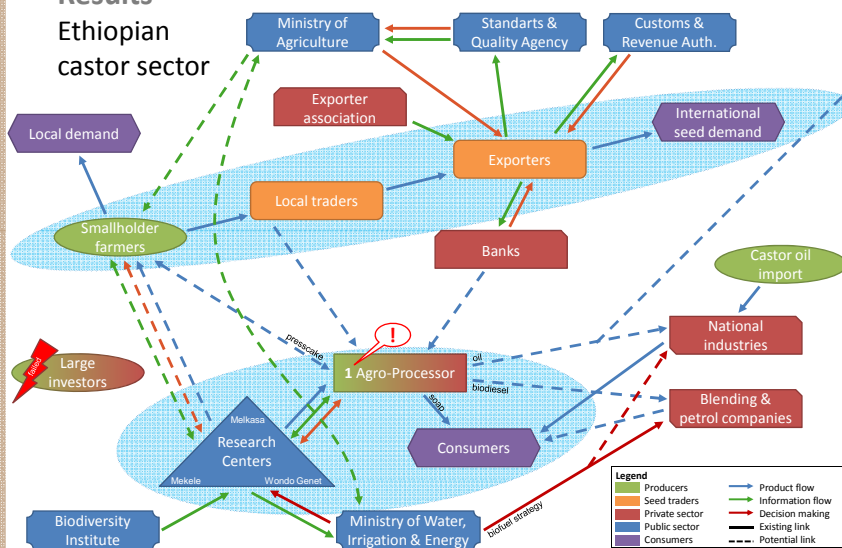 Results
Ethiopian
castor sector
Ministry of
Agriculture
Standarts &
Quality Agency
Customs &
Revenue Auth.
Exporter
association
Local demand
International
seed demand
Exporters
Local traders
Smallholder
farmers
Banks
Castor oil
import
!
presscake
oil
National
industries
failed
Large
investors
1 Agro-Processor
biodiesel
soap
Blending &
petrol companies
Melkasa
Research
Centers
Mekele
Wondo Genet
Consumers
biofuel strategy
Biodiversity
Institute
Ministry of Water,
Irrigation & Energy
Legend
Producers
Product flow
Seed traders
Information flow
Private sector
Decision making
Public sector
Existing link
Consumers
Potential link